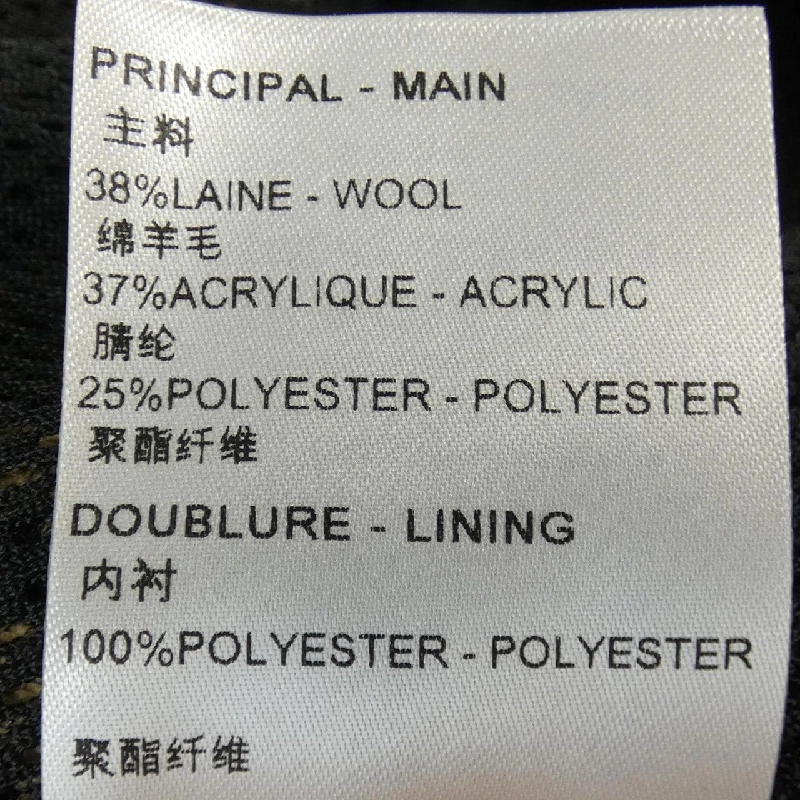 PRINCIPAL - MAIN
主料
38%LAINE - WOOL
绵羊毛
37%ACRYLIQUE - ACRYLIC
腈纶
25%POLYESTER - POLYESTER
聚酯纤维
DOUBLURE - LINING
内衬
100%POLYESTER - POLYESTER
聚酯纤维